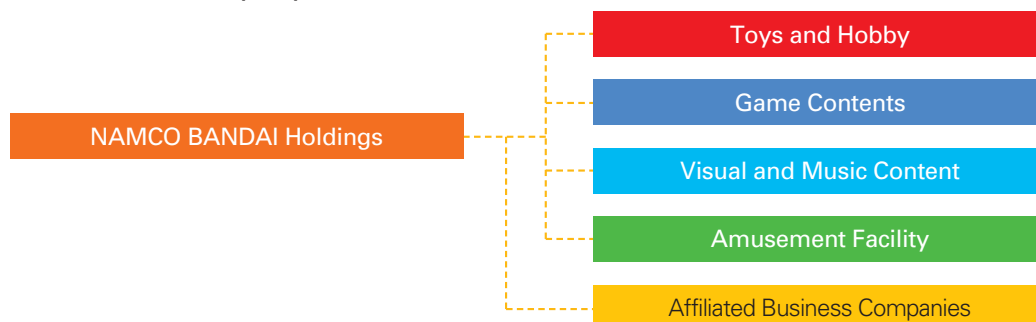 Toys and Hobby
Game Contents
NAMCO BANDAI Holdings
Visual and Music Content
Amusement Facility
Affiliated Business Companies